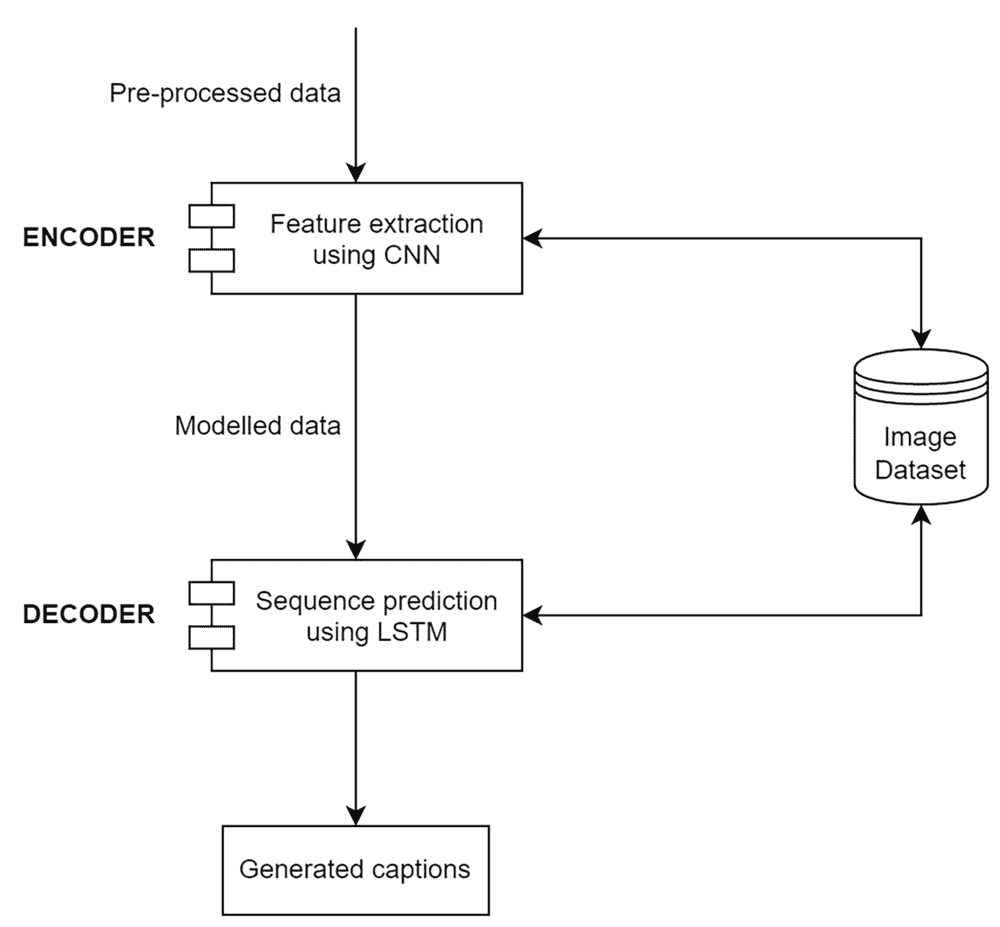 Pre-processed data
ENCODER
Feature extraction
using CNN
Modelled data
Image
Dataset
DECODER
Sequence prediction
using LSTM
Generated captions